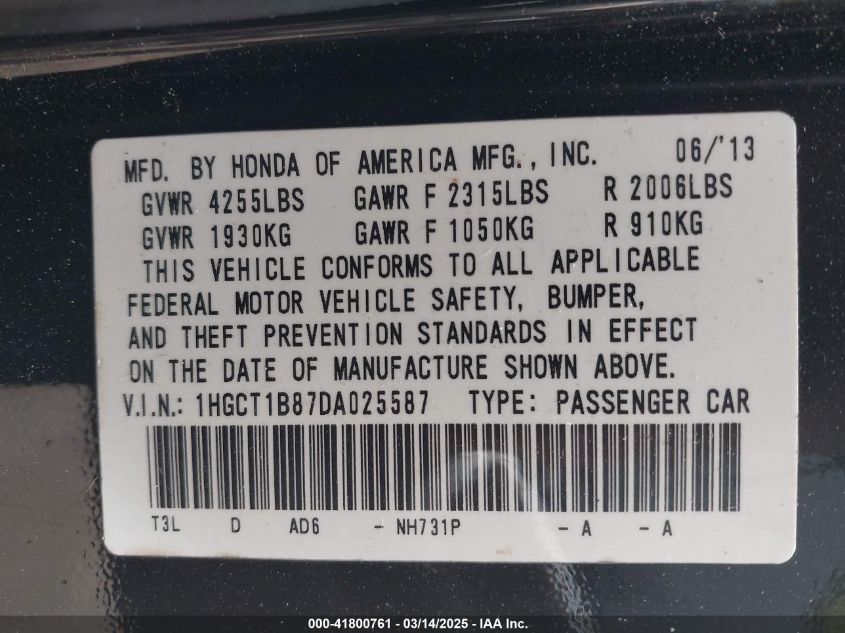 MFD. BY HONDA OF AMERICA MFG., INC. 06/'13
GVWR 4255LBS GAWR F 2315LBS R 2006LBS
GVWR 1930KG GAWR F 1050KG R 910KG
THIS VEHICLE CONFORMS TO ALL APPLICABLE
FEDERAL MOTOR VEHICLE SAFETY, BUMPER,
AND THEFT PREVENTION STANDARDS IN EFFECT
ON THE DATE OF MANUFACTURE SHOWN ABOVE.
V.I.N.: 1HGCT1B87DA025587 TYPE: PASSENGER CAR
T3L D AD6 - NH731P - A - A
000-41800761 - 03/14/2025 - IAA Inc.